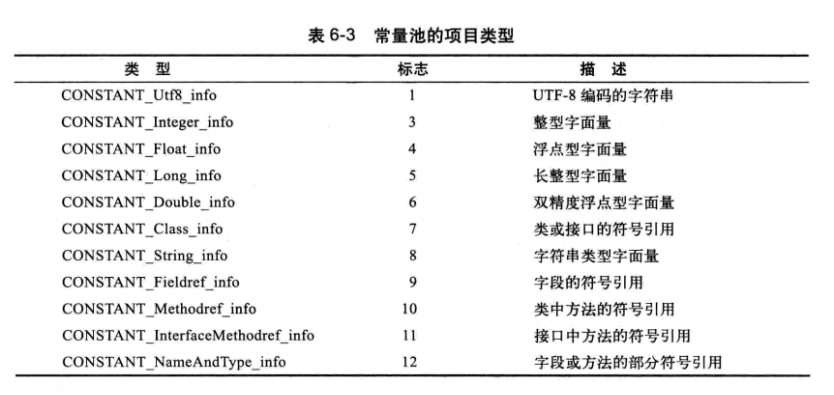 表 6-3 常量池的项目类型
类 型 标志 描 述
CONSTANT_Utf8_info 1 UTF-8 编码的字符串
CONSTANT_Integer_info 3 整型字面量
CONSTANT_Float_info 4 浮点型字面量
CONSTANT_Long_info 5 长整型字面量
CONSTANT_Double_info 6 双精度浮点型字面量
CONSTANT_Class_info 7 类或接口的符号引用
CONSTANT_String_info 8 字符串类型字面量
CONSTANT_Fieldref_info 9 字段的符号引用
CONSTANT_Methodref_info 10 类中方法的符号引用
CONSTANT_InterfaceMethodref_info 11 接口中方法的符号引用
CONSTANT_NameAndType_info 12 字段或方法的部分符号引用